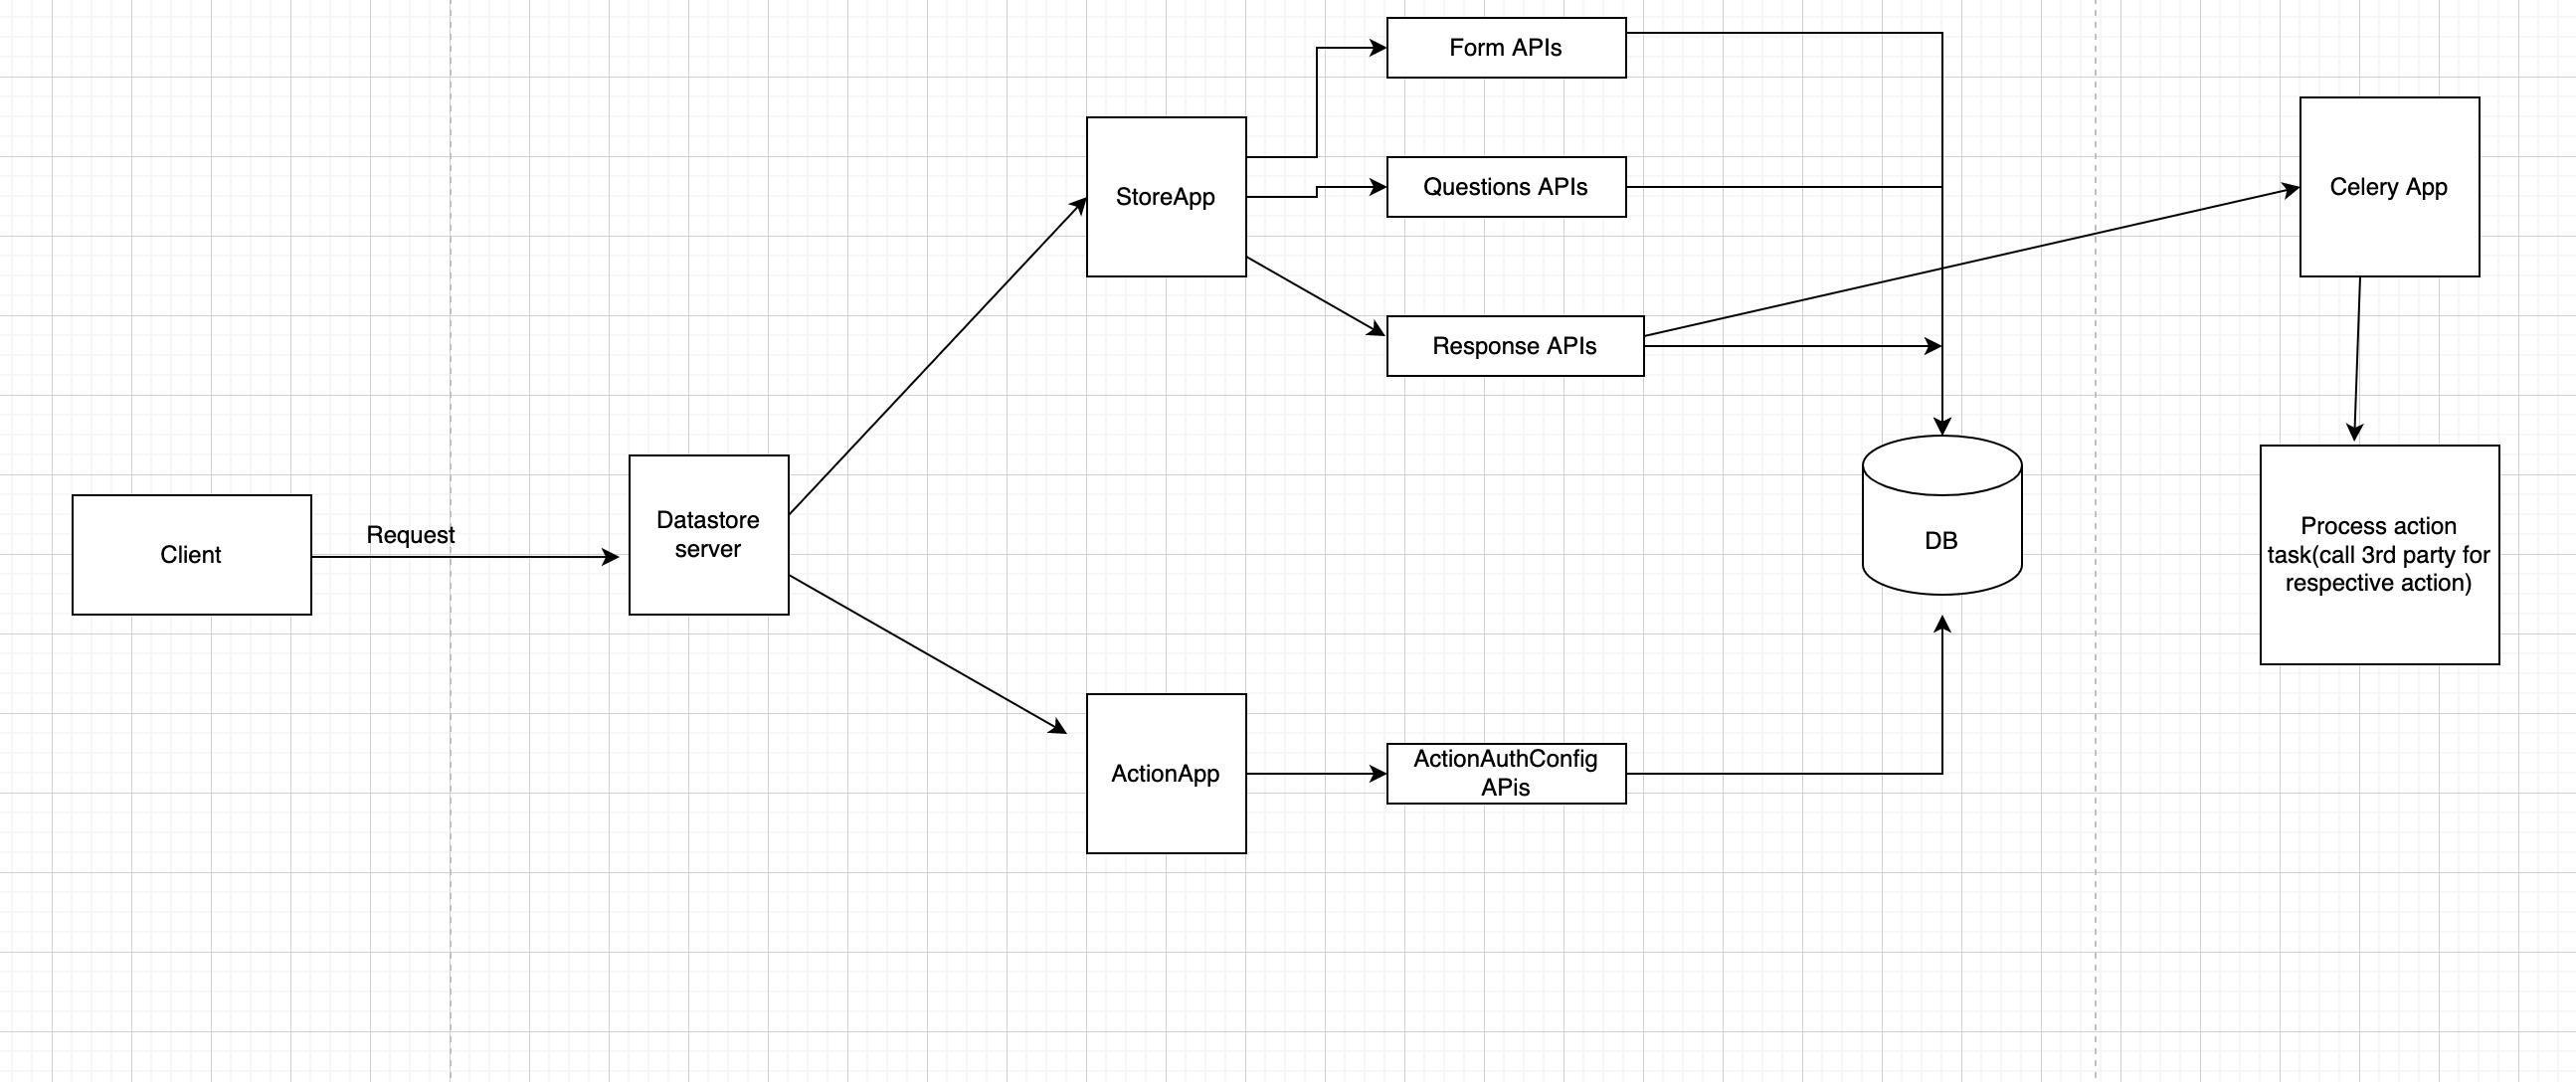 Form APIs
StoreApp
Questions APIs
Celery App
Response APIs
Client
Request
Datastore
server
DB
Process action
task(call 3rd party for
respective action)
ActionApp
ActionAuthConfig
APis